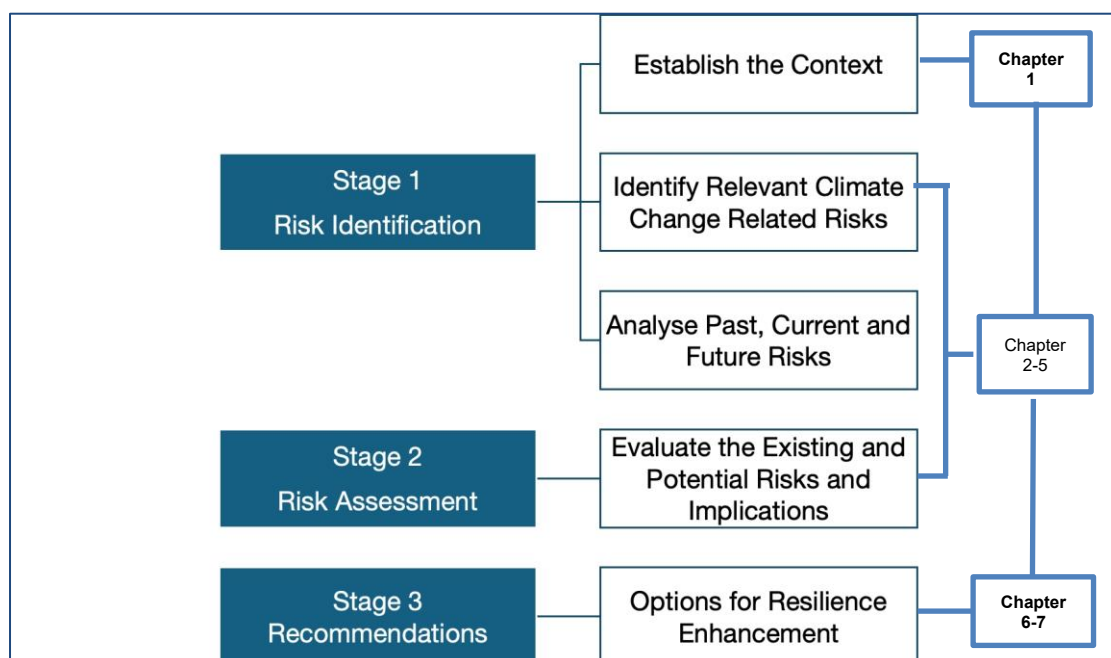 Establish the Context
Chapter
1
Stage 1
Risk Identification
Identify Relevant Climate
Change Related Risks
Analyse Past, Current and
Future Risks
Chapter
2-5
Stage 2
Risk Assessment
Evaluate the Existing and
Potential Risks and
Implications
Stage 3
Recommendations
Options for Resilience
Enhancement
Chapter
6-7